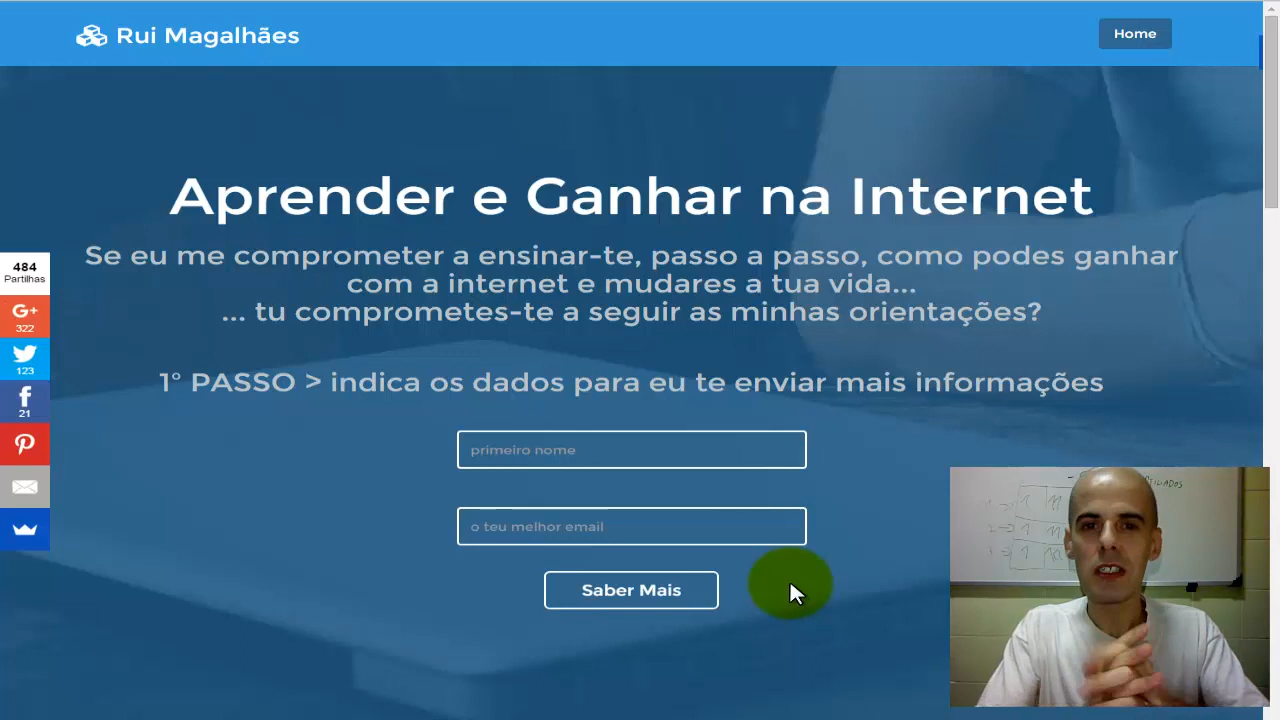 Rui Magalhães
Home
Aprender e Ganhar na Internet
Se eu me comprometer a ensinar-te, passo a passo, como podes ganhar
com a internet e mudares a tua vida...
... tu comprometes-te a seguir as minhas orientações?
1° PASSO > indica os dados para eu te enviar mais informações
primeiro nome
o teu melhor email
Saber Mais
484
Partilhas
G+
322
123
f
21